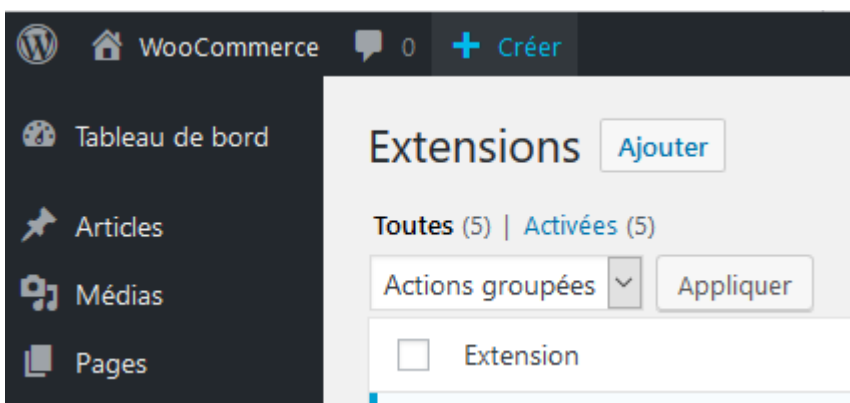 WooCommerce 0 + Créer
Tableau de bord
Extensions Ajouter
Articles
Toutes (5) | Activées (5)
Médias
Actions groupées Appliquer
Pages
Extension